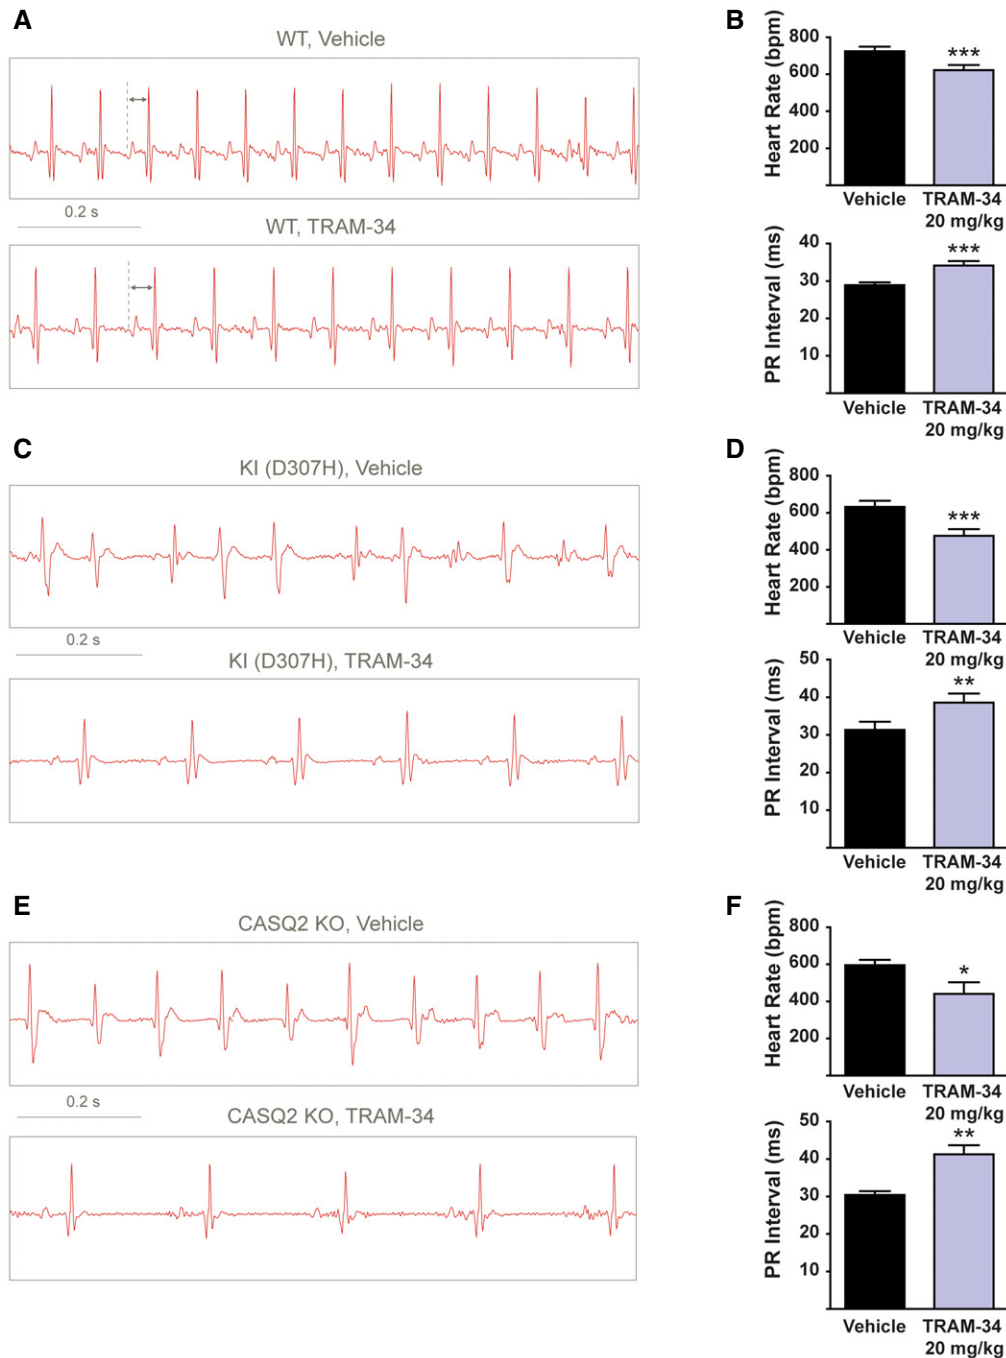 A
WT, Vehicle
0.2 s
WT, TRAM-34
B
Heart Rate (bpm)
800
600
400
200
***
Vehicle
TRAM-34
20 mg/kg
PR Interval (ms)
40
30
20
10
***
Vehicle
TRAM-34
20 mg/kg
C
KI (D307H), Vehicle
0.2 s
KI (D307H), TRAM-34
D
Heart Rate (bpm)
800
600
400
200
***
Vehicle
TRAM-34
20 mg/kg
PR Interval (ms)
50
40
30
20
10
**
Vehicle
TRAM-34
20 mg/kg
E
CASQ2 KO, Vehicle
0.2 s
CASQ2 KO, TRAM-34
F
Heart Rate (bpm)
800
600
400
200
*
Vehicle
TRAM-34
20 mg/kg
PR Interval (ms)
50
40
30
20
10
**
Vehicle
TRAM-34
20 mg/kg